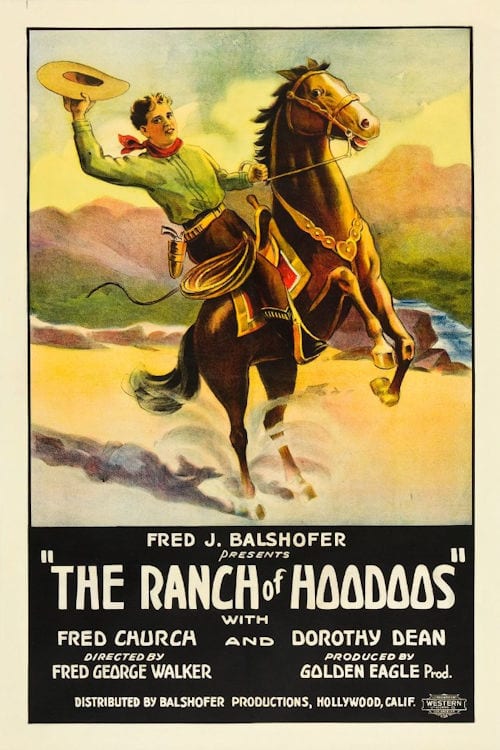 FRED J. BALSHOFER
PRESENTS
"THE RANCH of HOODOOS"
WITH
FRED CHURCH AND DOROTHY DEAN
DIRECTED BY
FRED GEORGE WALKER
PRODUCED BY
GOLDEN EAGLE Prod.
DISTRIBUTED BY BALSHOFER PRODUCTIONS, HOLLYWOOD, CALIF.
WESTERN